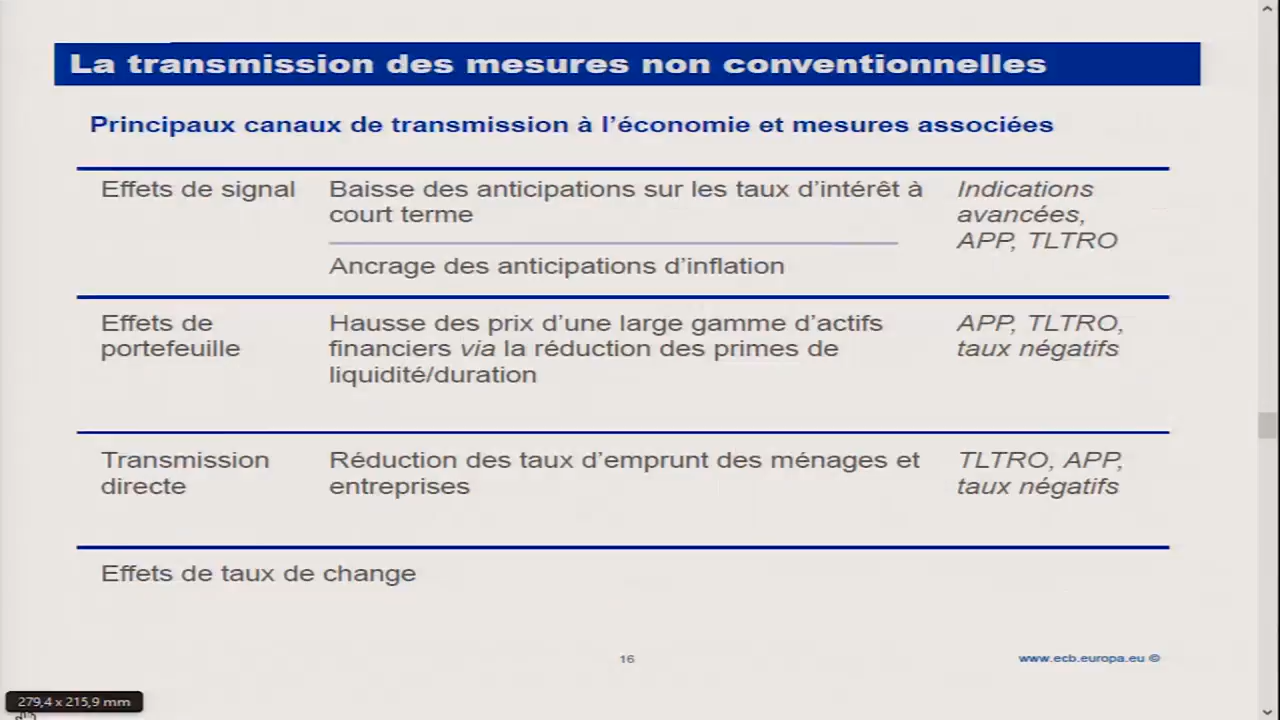 La transmission des mesures non conventionnelles
Principaux canaux de transmission à l'économie et mesures associées
Effets de signal
Baisse des anticipations sur les taux d'intérêt à
court terme
Ancrage des anticipations d'inflation
Indications
avancées,
APP, TLTRO
Effets de
portefeuille
Hausse des prix d'une large gamme d'actifs
financiers via la réduction des primes de
liquidité/duration
APP, TLTRO,
taux négatifs
Transmission
directe
Réduction des taux d'emprunt des ménages et
entreprises
TLTRO, APP,
taux négatifs
Effets de taux de change
16
www.ecb.europa.eu ©
279,4 x 215,9 mm